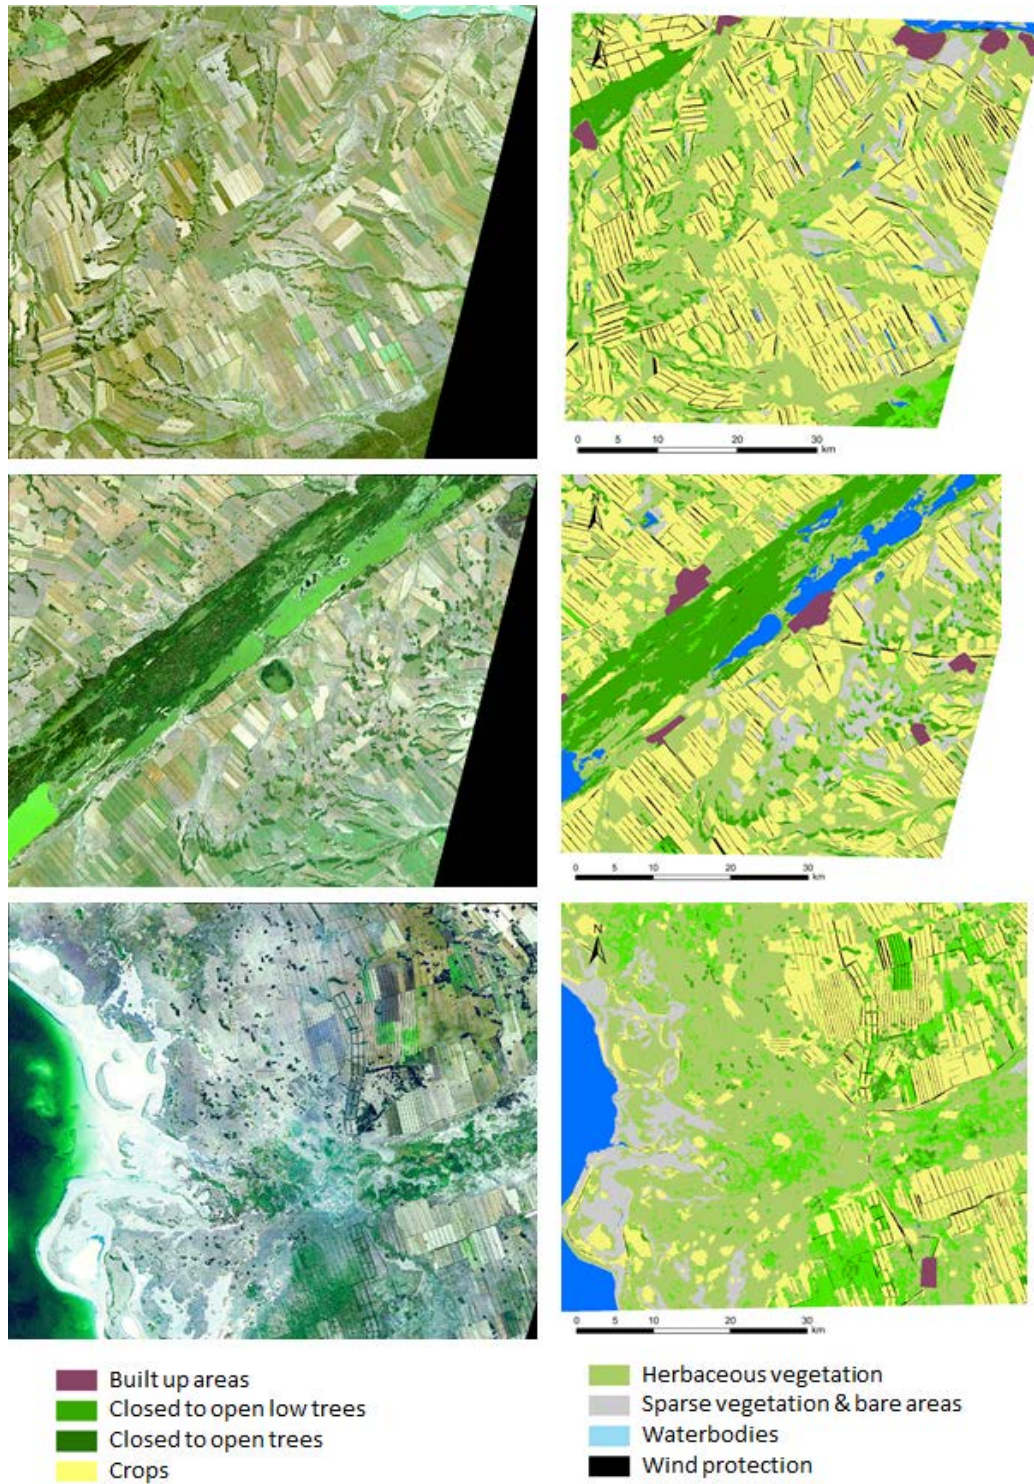 0 5 10 20 30
km
0 5 10 20 30
km
N
0 5 10 20 30
km
Built up areas
Closed to open low trees
Closed to open trees
Crops
Herbaceous vegetation
Sparse vegetation & bare areas
Waterbodies
Wind protection